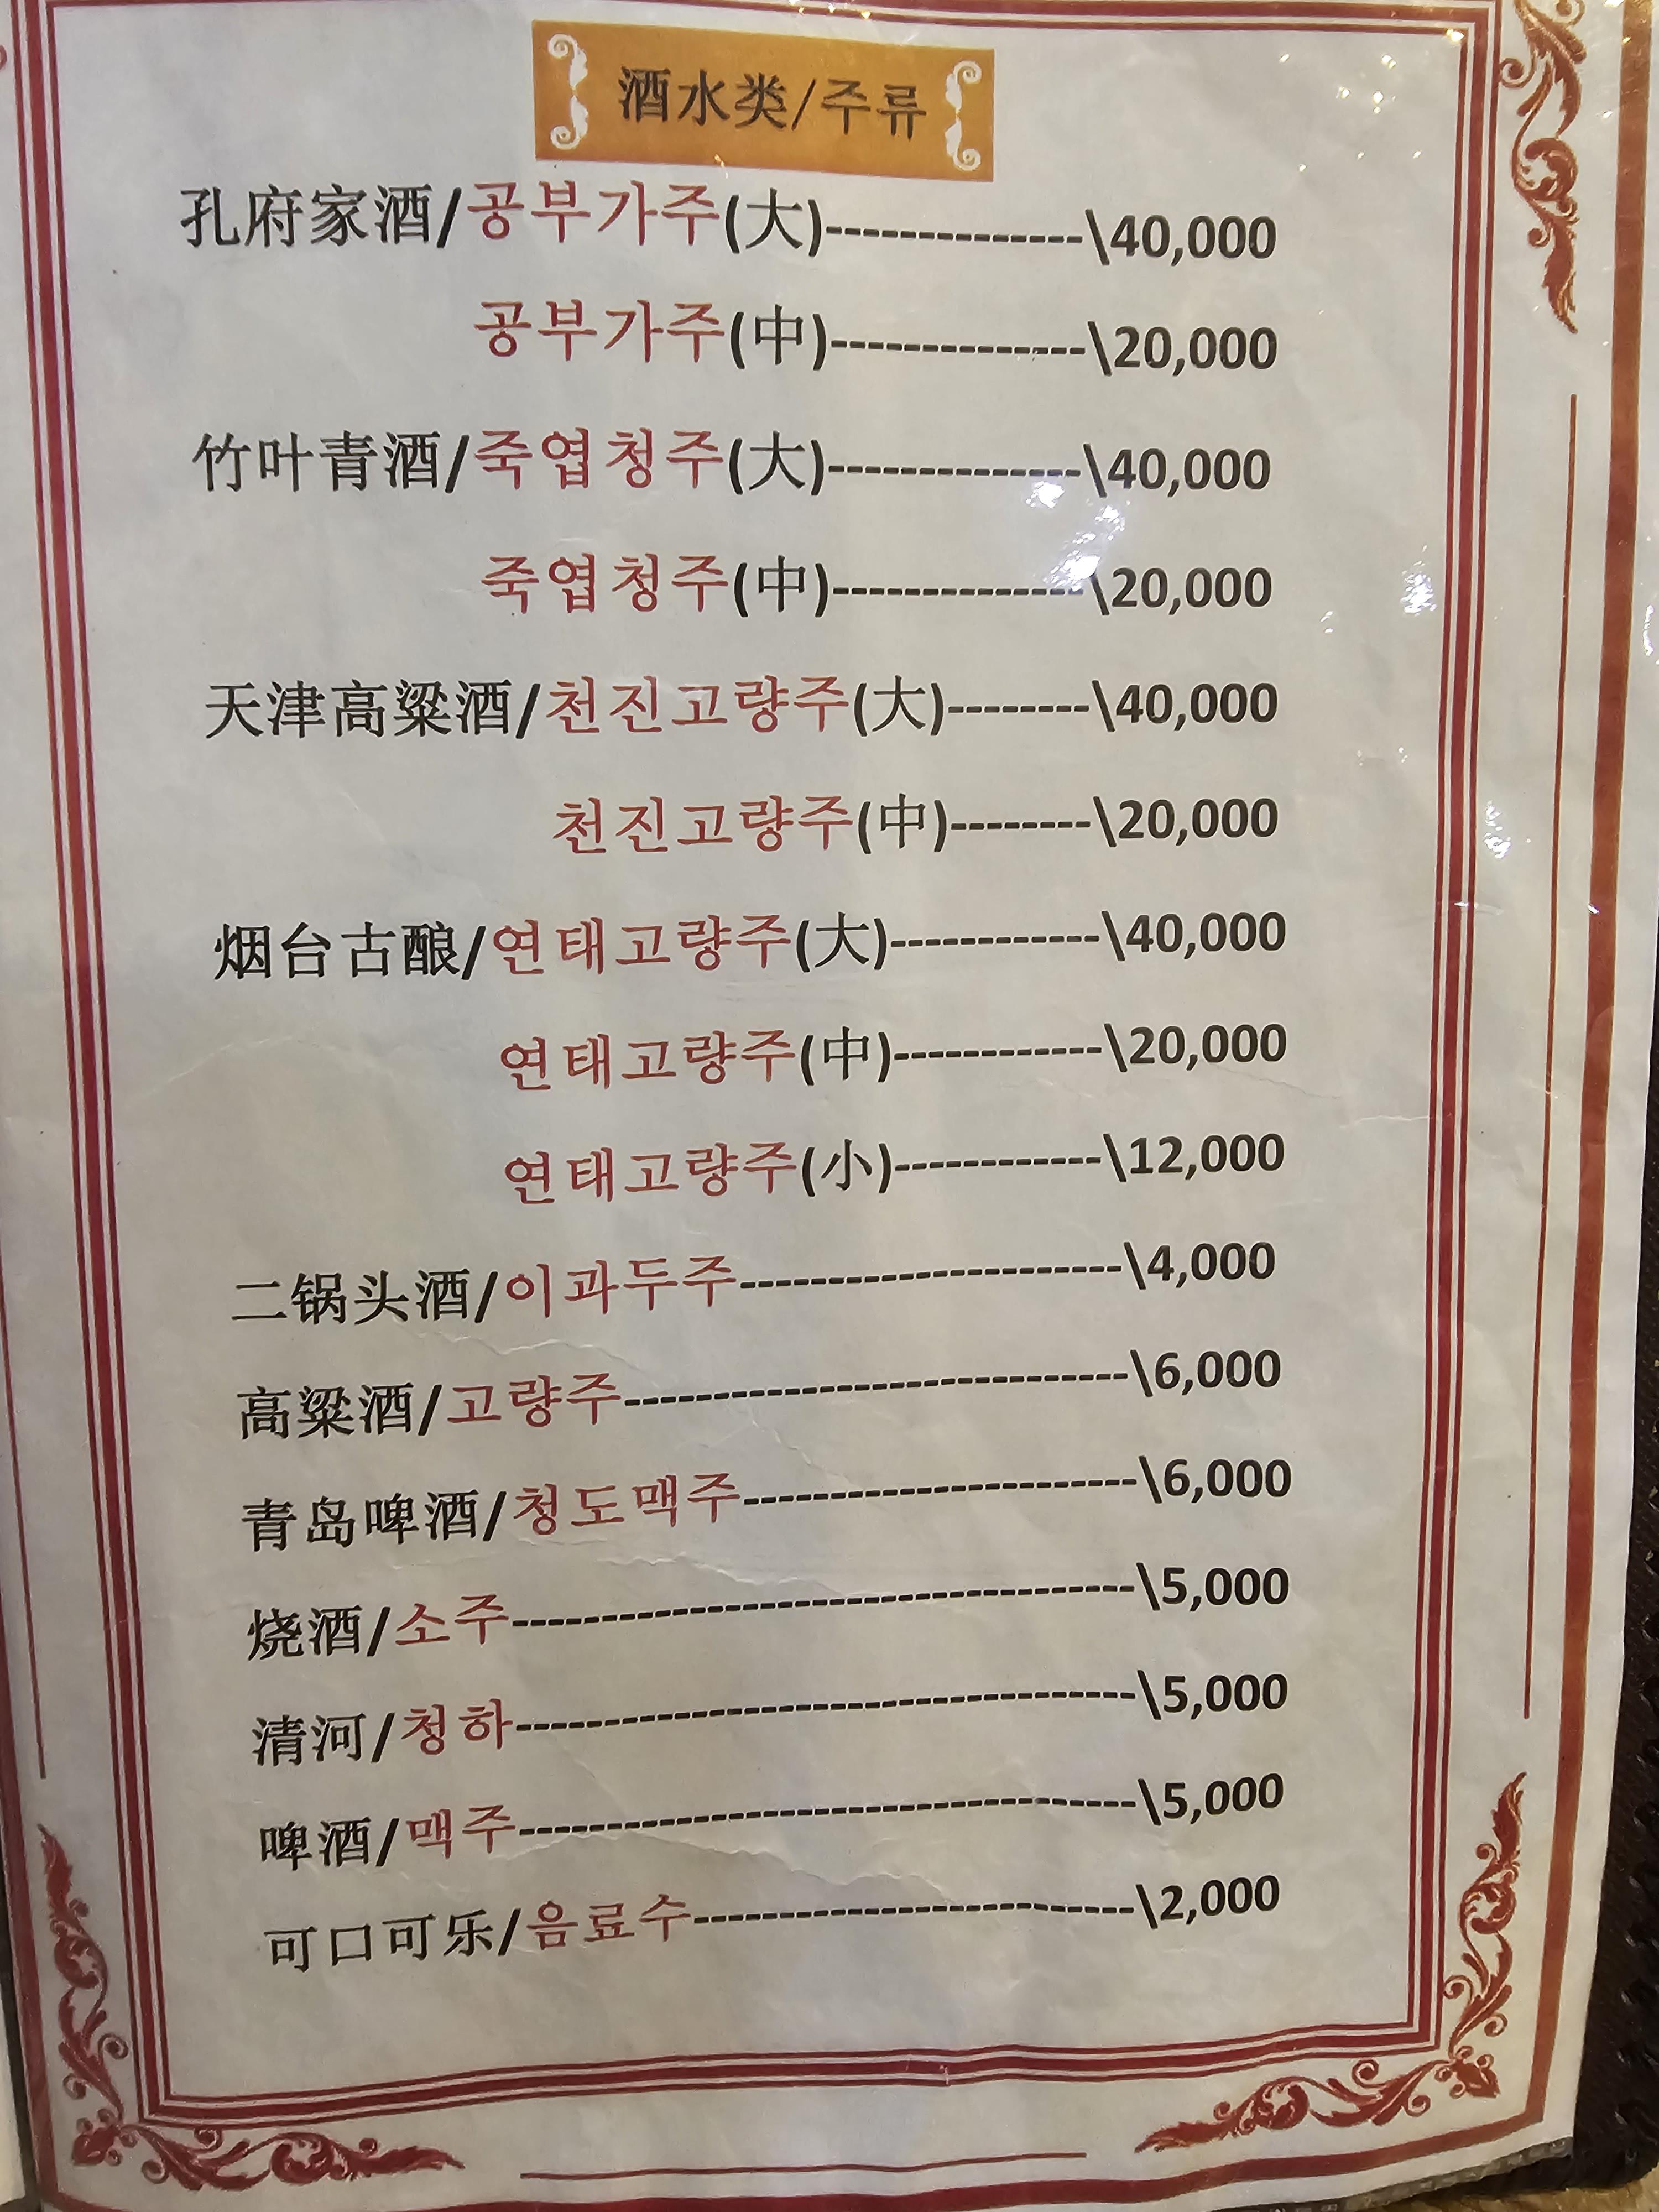 酒水类/주류
孔府家酒/공부가주(大)--------------\40,000
공부가주(中)--------------\20,000
竹叶青酒/죽엽청주(大)--------------\40,000
죽엽청주(中)--------------\20,000
天津高粱酒/천진고량주(大)--------\40,000
천진고량주(中)--------\20,000
烟台古酿/연태고량주(大)------------\40,000
연태고량주(中)------------\20,000
연태고량주(小)------------\12,000
二锅头酒/이과두주----------------------\4,000
高粱酒/고량주-----------------------------\6,000
青岛啤酒/청도맥주----------------------\6,000
烧酒/소주-----------------------------------\5,000
清河/청하-----------------------------------\5,000
啤酒/맥주-----------------------------------\5,000
可口可乐/음료수-------------------------\2,000